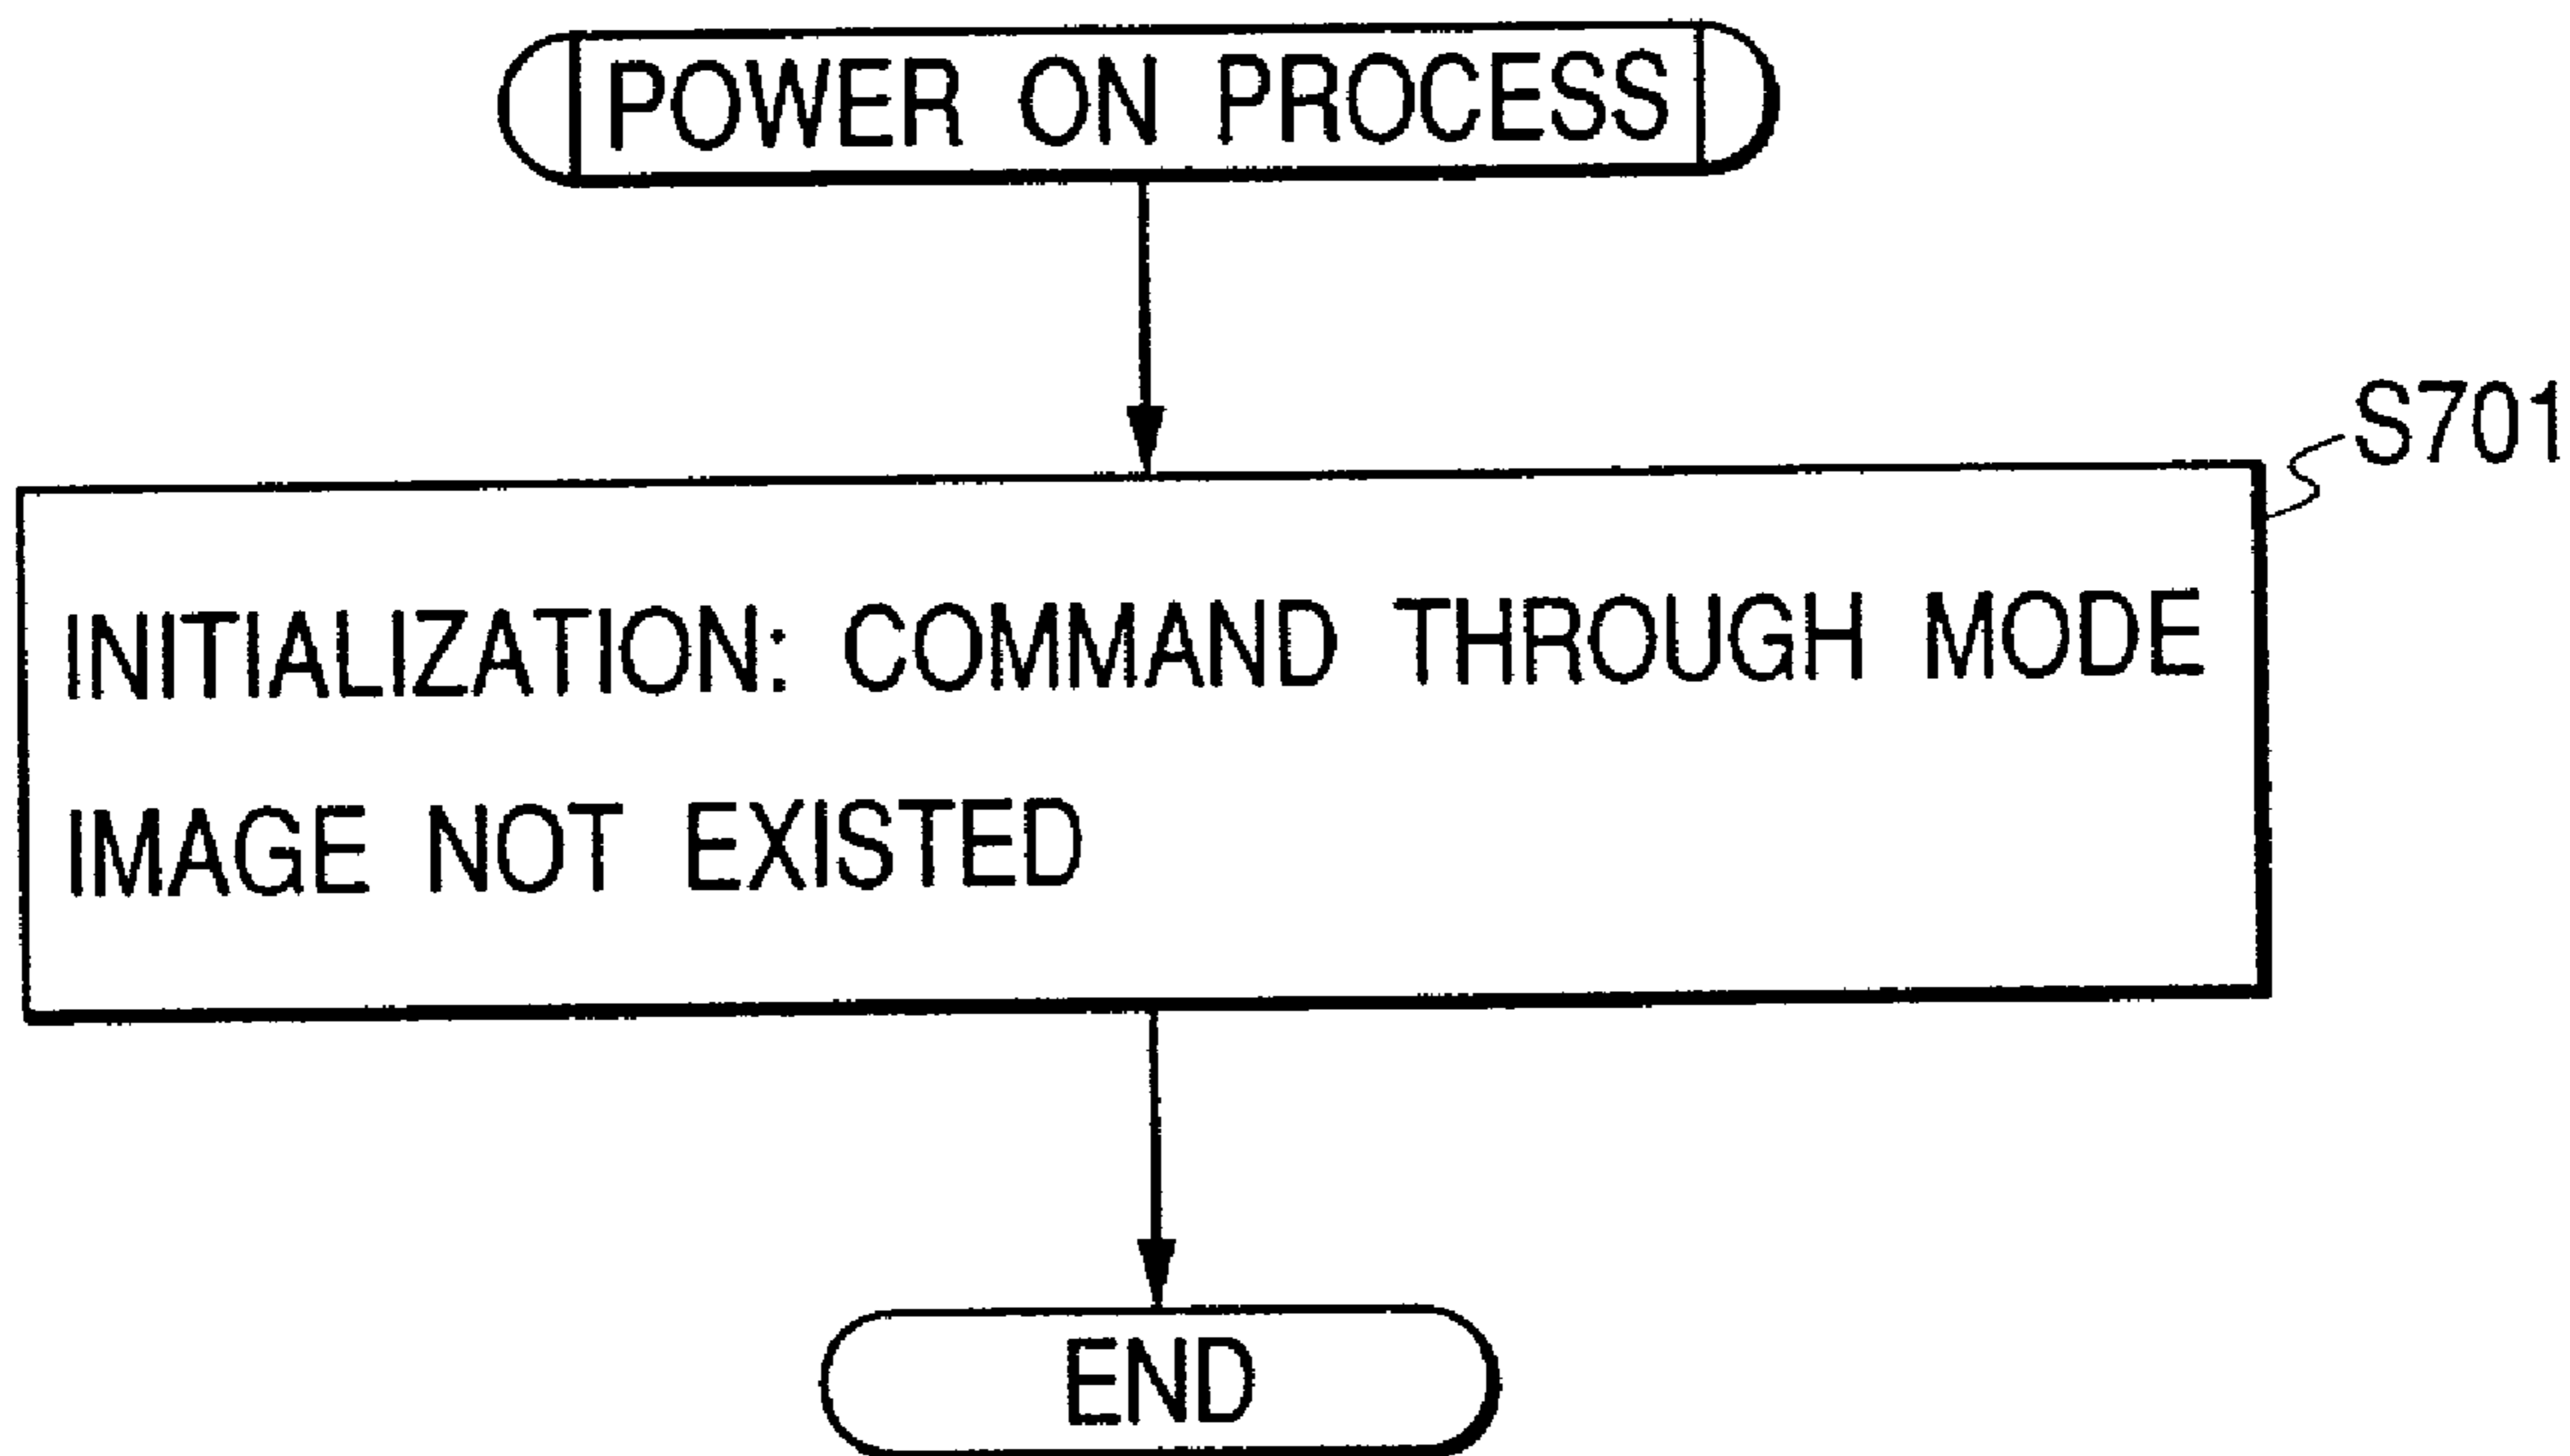 POWER ON PROCESS
S701
INITIALIZATION: COMMAND THROUGH MODE
IMAGE NOT EXISTED
END